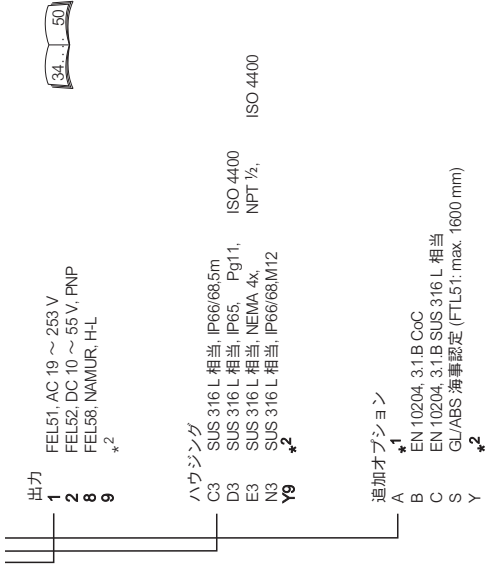 34. . . . 50
出力
1 FEL51, AC 19 ～ 253 V
2 FEL52, DC 10 ～ 55 V, PNP
8 FEL58, NAMUR, H-L
9 *2
ハウジング
C3 SUS 316 L 相当, IP66/68,5m
D3 SUS 316 L 相当, IP65, Pg11, ISO 4400
E3 SUS 316 L 相当, NEMA 4x, NPT ½, ISO 4400
N3 SUS 316 L 相当, IP66/68,M12
Y9 *2
追加オプション
A *1
B EN 10204, 3.1.B CoC
C EN 10204, 3.1.B SUS 316 L 相当
S GL/ABS 海事認定 (FTL51: max. 1600 mm)
Y *2